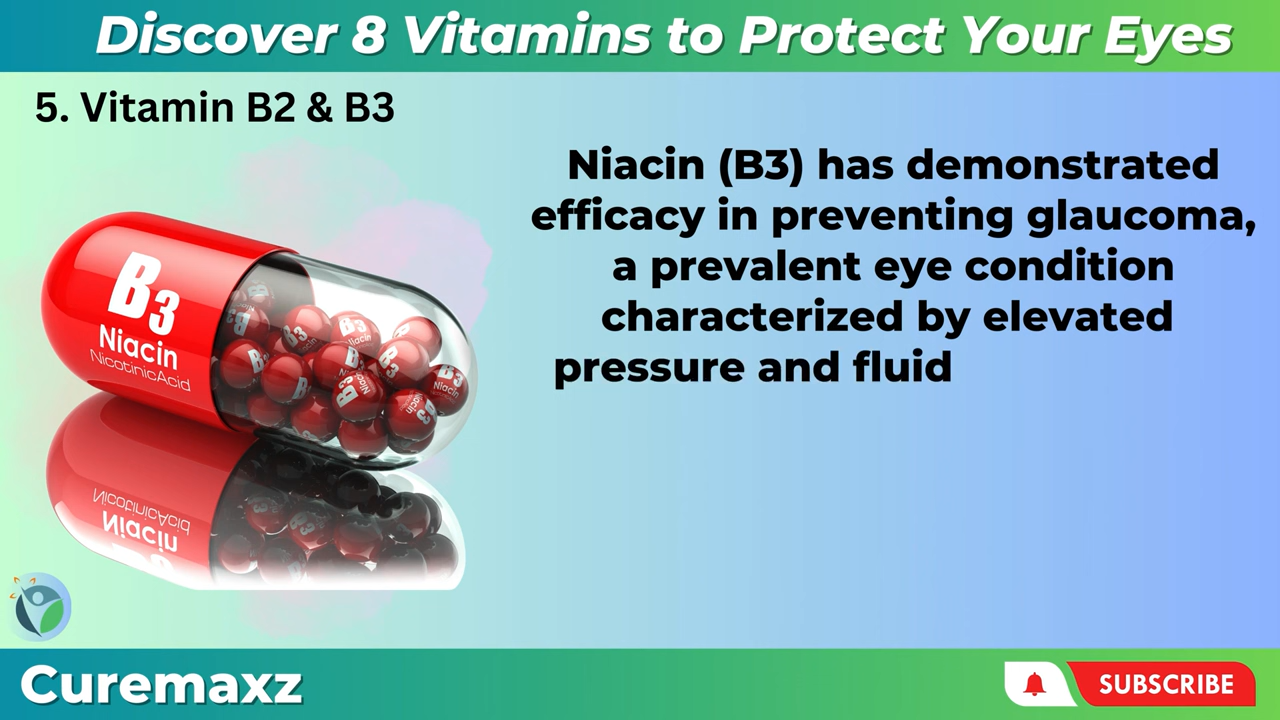 Discover 8 Vitamins to Protect Your Eyes
5. Vitamin B2 & B3
Niacin (B3) has demonstrated
efficacy in preventing glaucoma,
a prevalent eye condition
characterized by elevated
pressure and fluid
B3
Niacin
NicotinicAcid
Curemaxz
SUBSCRIBE